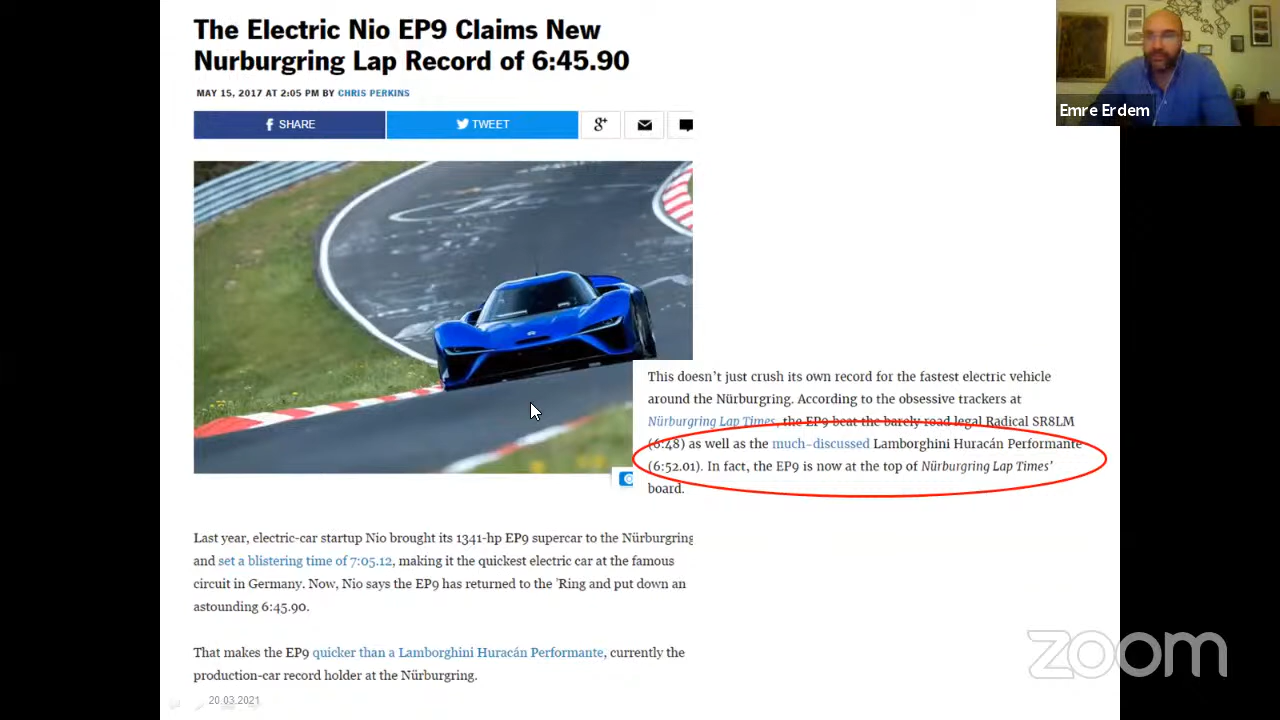 The Electric Nio EP9 Claims New
Nurburgring Lap Record of 6:45.90
MAY 15, 2017 AT 2:05 PM BY CHRIS PERKINS
SHARE
TWEET
g+
Emre Erdem
This doesn't just crush its own record for the fastest electric vehicle
around the Nürburgring. According to the obsessive trackers at
Nürburgring Lap Times, the EP9 beat the barely road legal Radical SR8LM
(6:48) as well as the much-discussed Lamborghini Huracán Performante
(6:52.01). In fact, the EP9 is now at the top of Nürburgring Lap Times'
board.
Last year, electric-car startup Nio brought its 1341-hp EP9 supercar to the Nürburgring
and set a blistering time of 7:05.12, making it the quickest electric car at the famous
circuit in Germany. Now, Nio says the EP9 has returned to the 'Ring and put down an
astounding 6:45.90.
That makes the EP9 quicker than a Lamborghini Huracán Performante, currently the
production-car record holder at the Nürburgring.
20.03.2021
zoom